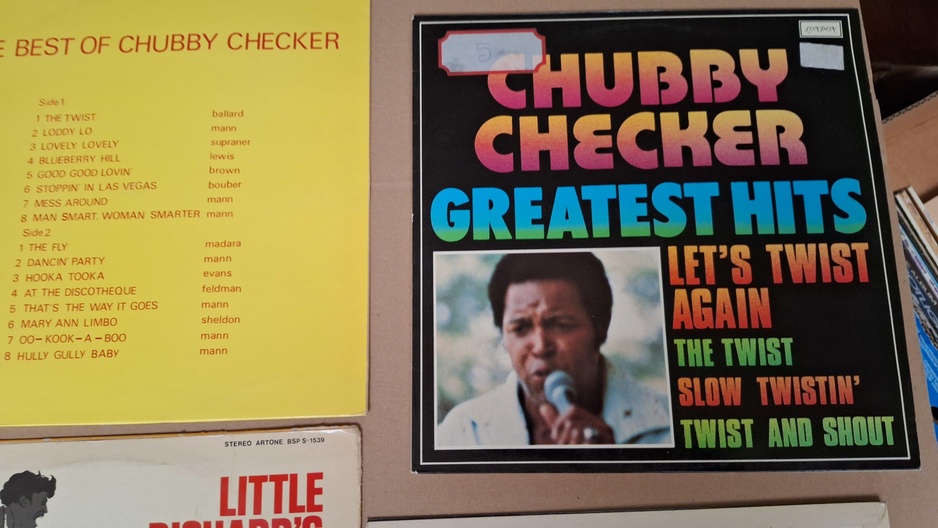 E BEST OF CHUBBY CHECKER
Side 1
1 THE TWIST ballard
2 LODDY LO mann
3 LOVELY LOVELY supraner
4 BLUEBERRY HILL lewis
5 GOOD GOOD LOVIN' brown
6 STOPPIN' IN LAS VEGAS bouber
7 MESS AROUND mann
8 MAN SMART. WOMAN SMARTER mann
Side 2
1 THE FLY madara
2 DANCIN' PARTY mann
3 HOOKA TOOKA evans
4 AT THE DISCOTHEQUE feldman
5 THAT'S THE WAY IT GOES mann
6 MARY ANN LIMBO sheldon
7 OO-KOOK-A-BOO mann
8 HULLY GULLY BABY mann
STEREO ARTONE BSP S-1539
LITTLE
RICHARD'S
LONDON
5
CHUBBY
CHECKER
GREATEST HITS
LET'S TWIST
AGAIN
THE TWIST
SLOW TWISTIN'
TWIST AND SHOUT
ALBUM